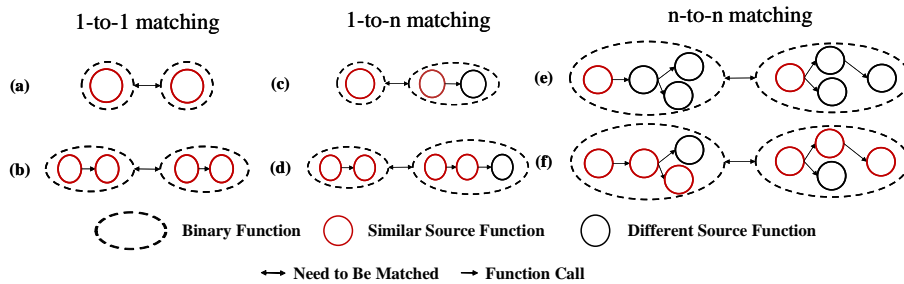 1-to-1 matching
1-to-n matching
n-to-n matching
(a)
(c)
(e)
(b)
(d)
(f)
Binary Function
Similar Source Function
Different Source Function
Need to Be Matched
Function Call